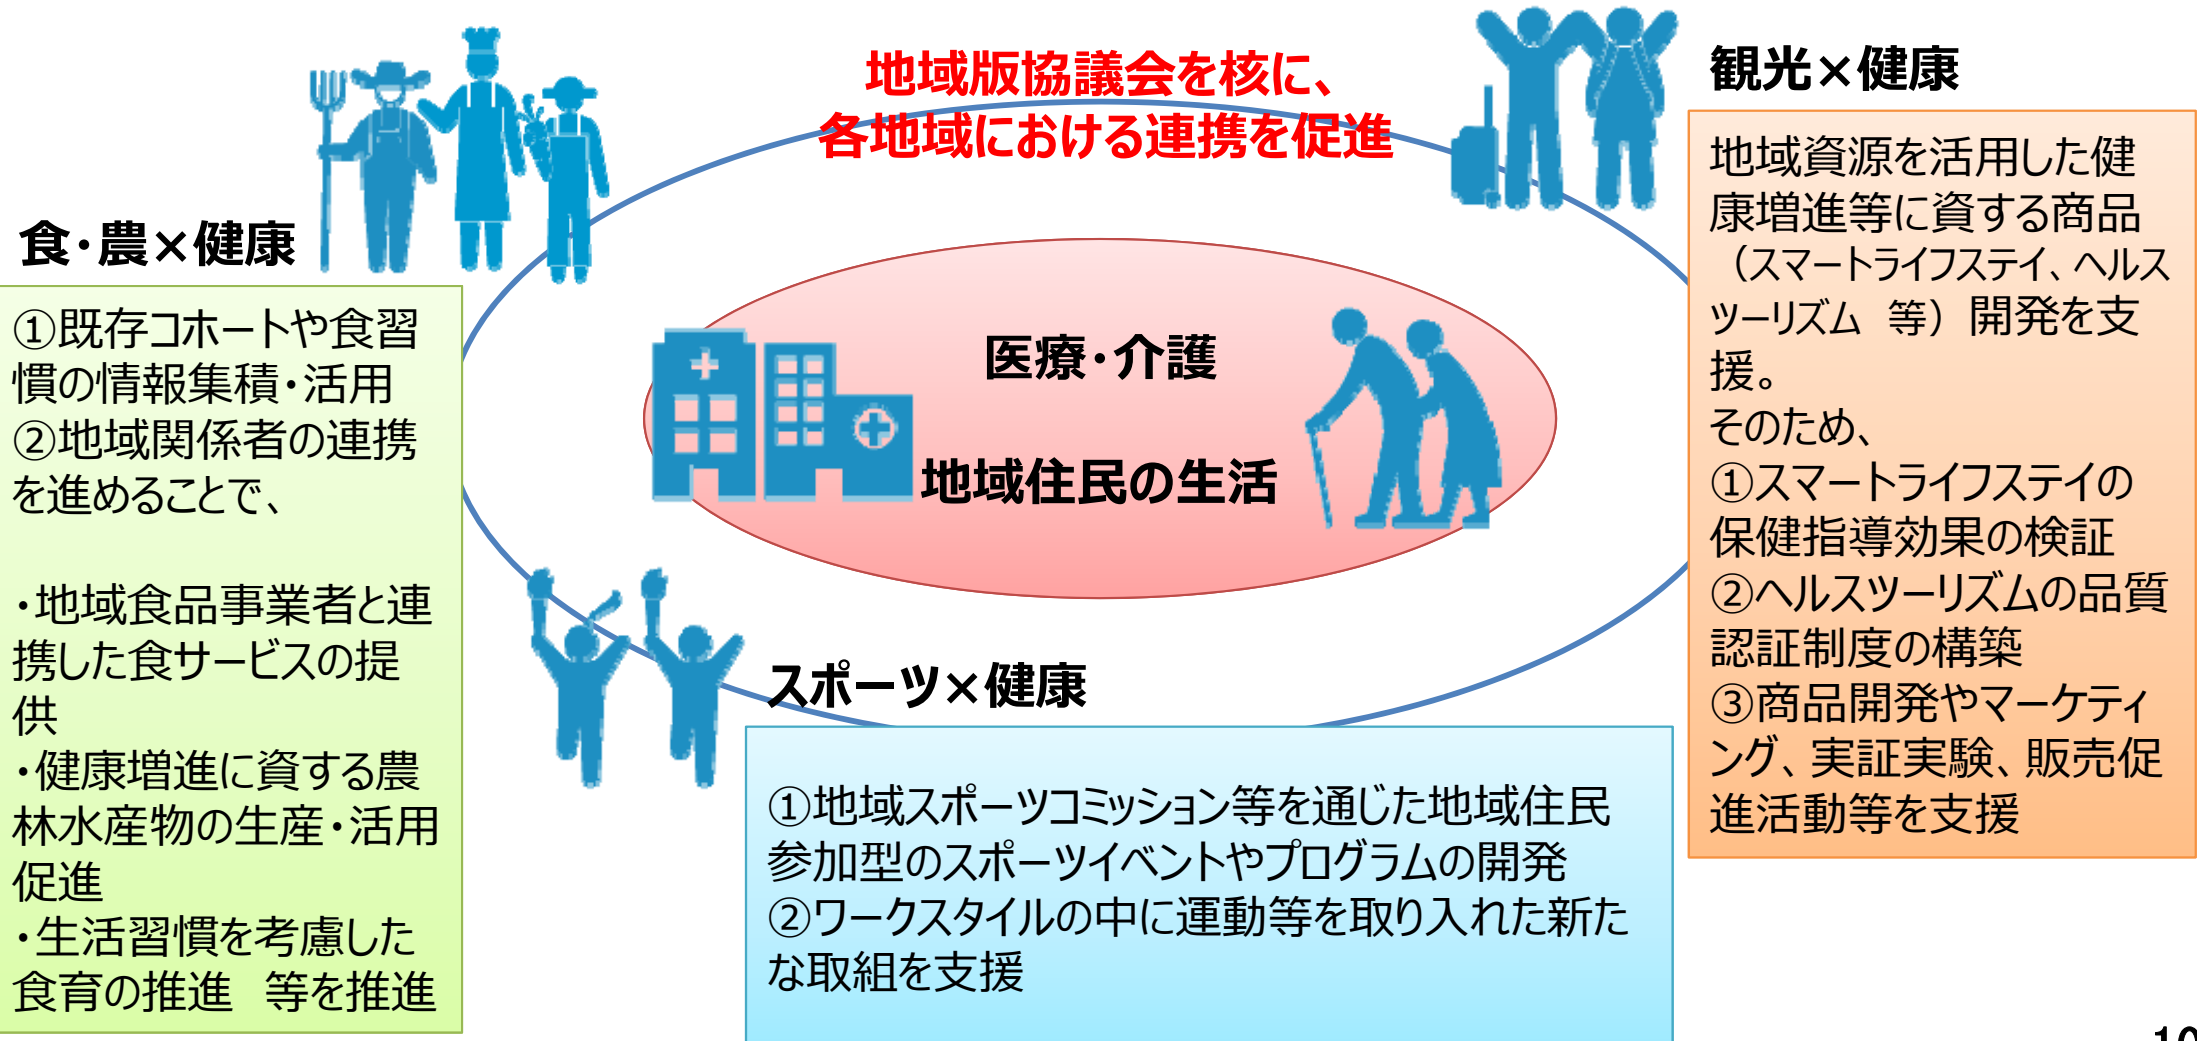 地域版協議会を核に、
各地域における連携を促進
食・農×健康
①既存コホートや食習
慣の情報集積・活用
②地域関係者の連携
を進めることで、
・地域食品事業者と連
携した食サービスの提
供
・健康増進に資する農
林水産物の生産・活用
促進
・生活習慣を考慮した
食育の推進　等を推進
医療・介護
地域住民の生活
スポーツ×健康
①地域スポーツコミッション等を通じた地域住民
参加型のスポーツイベントやプログラムの開発
②ワークスタイルの中に運動等を取り入れた新た
な取組を支援
観光×健康
地域資源を活用した健
康増進等に資する商品
（スマートライフステイ、ヘルス
ツーリズム　等）開発を支
援。
そのため、
①スマートライフステイの
保健指導効果の検証
②ヘルスツーリズムの品質
認証制度の構築
③商品開発やマーケティ
ング、実証実験、販売促
進活動等を支援